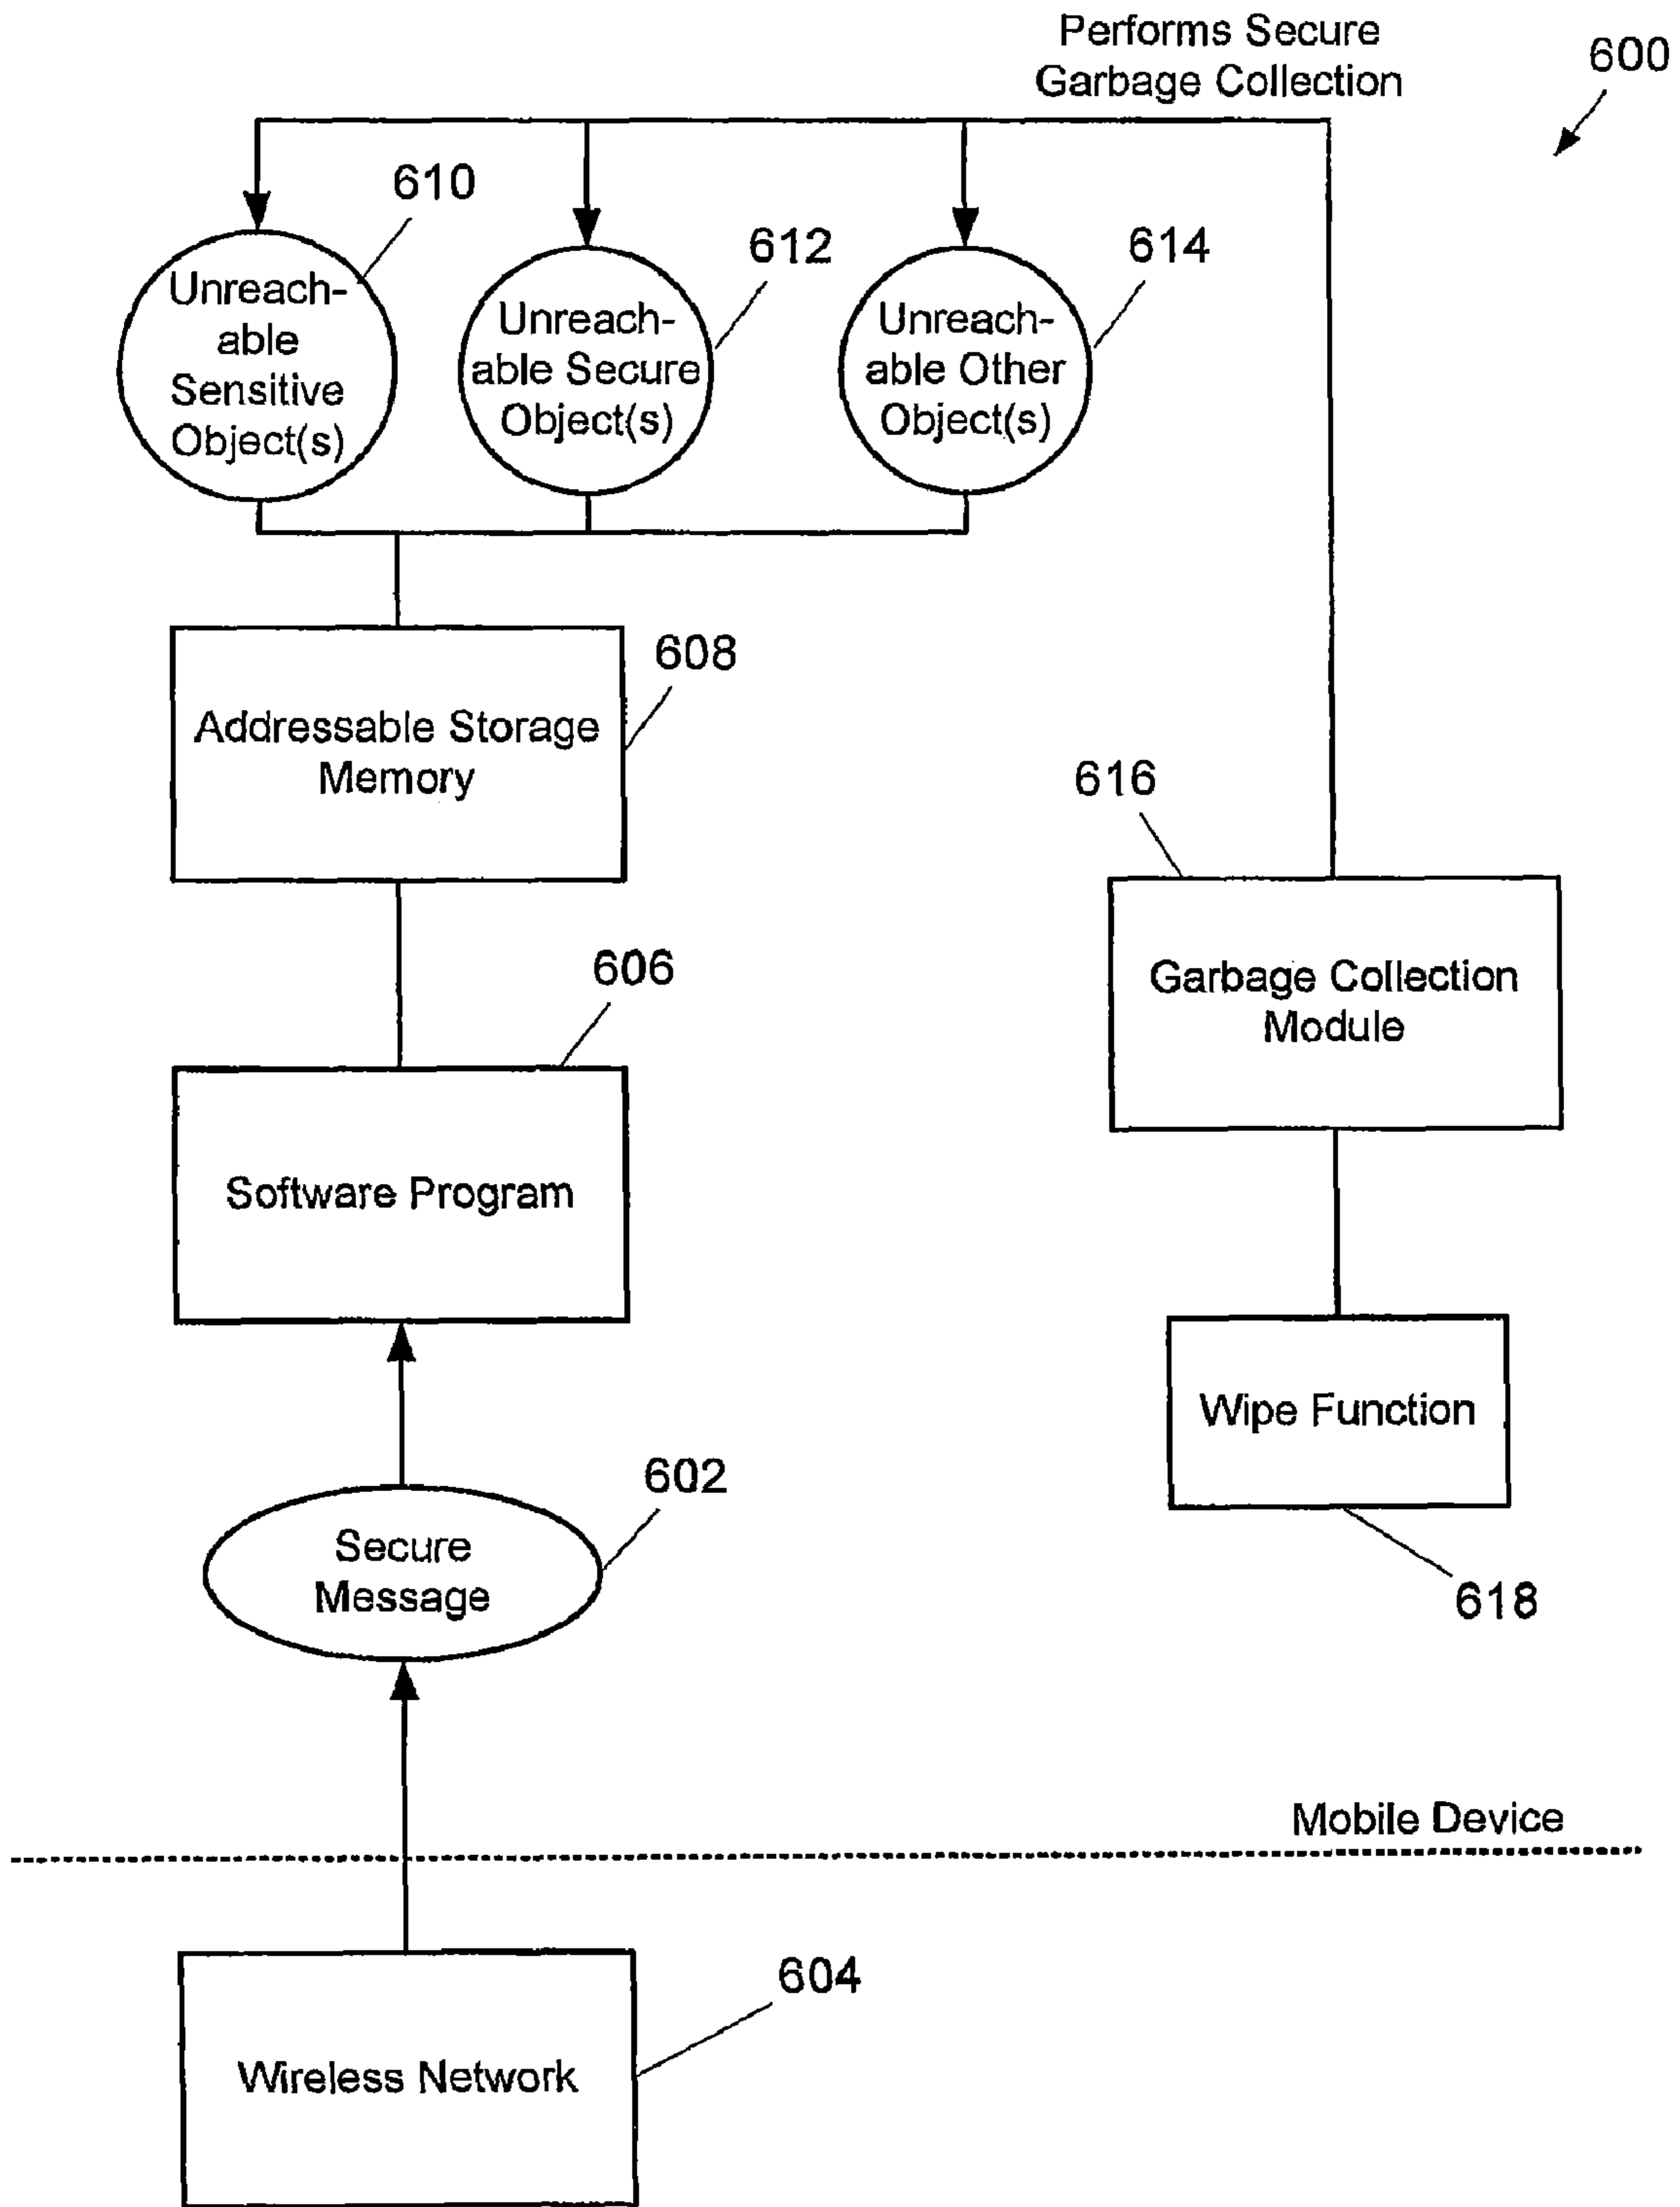 Performs Secure
Garbage Collection
600
610
612
614
Unreach-
able
Sensitive
Object(s)
Unreach-
able Secure
Object(s)
Unreach-
able Other
Object(s)
608
Addressable Storage
Memory
616
Garbage Collection
Module
606
Software Program
Wipe Function
618
602
Secure
Message
Mobile Device
604
Wireless Network